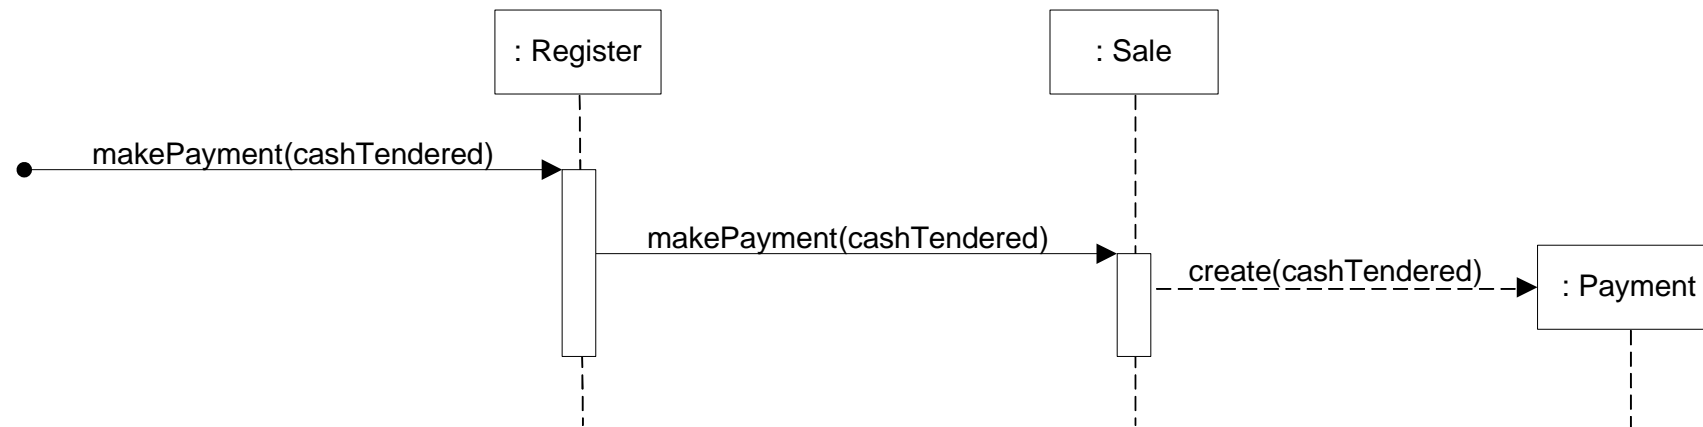 : Register
: Sale
makePayment(cashTendered)
makePayment(cashTendered)
create(cashTendered)
: Payment